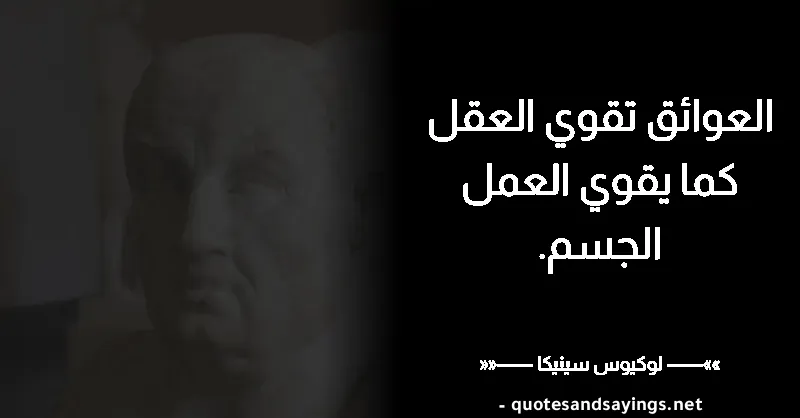 العوائق تقوي العقل
كما يقوي العمل
الجسم.
»»—— لوكيوس سينيكا ——««
- quotesandsayings.net